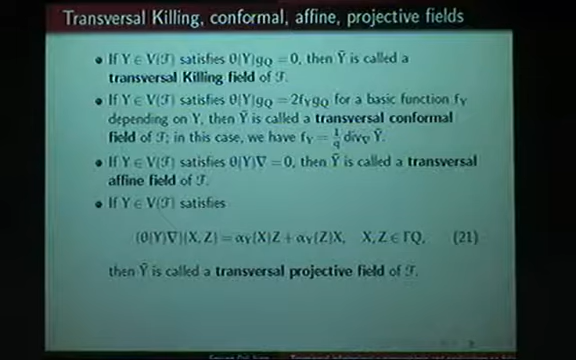 Transversal Killing, conformal, affine, projective fields
• If Y ∈ V(ℱ) satisfies θ(Y)g_Q = 0, then Ȳ is called a
transversal Killing field of ℱ.
• If Y ∈ V(ℱ) satisfies θ(Y)g_Q = 2f_Y g_Q for a basic function f_Y
depending on Y, then Ȳ is called a transversal conformal
field of ℱ; in this case, we have f_Y = 1/q div_∇ Ȳ.
• If Y ∈ V(ℱ) satisfies θ(Y)∇ = 0, then Ȳ is called a transversal
affine field of ℱ.
• If Y ∈ V(ℱ) satisfies
(θ(Y)∇)(X, Z) = α_Y(X)Z + α_Y(Z)X, X, Z ∈ ΓQ, (21)
then Ȳ is called a transversal projective field of ℱ.